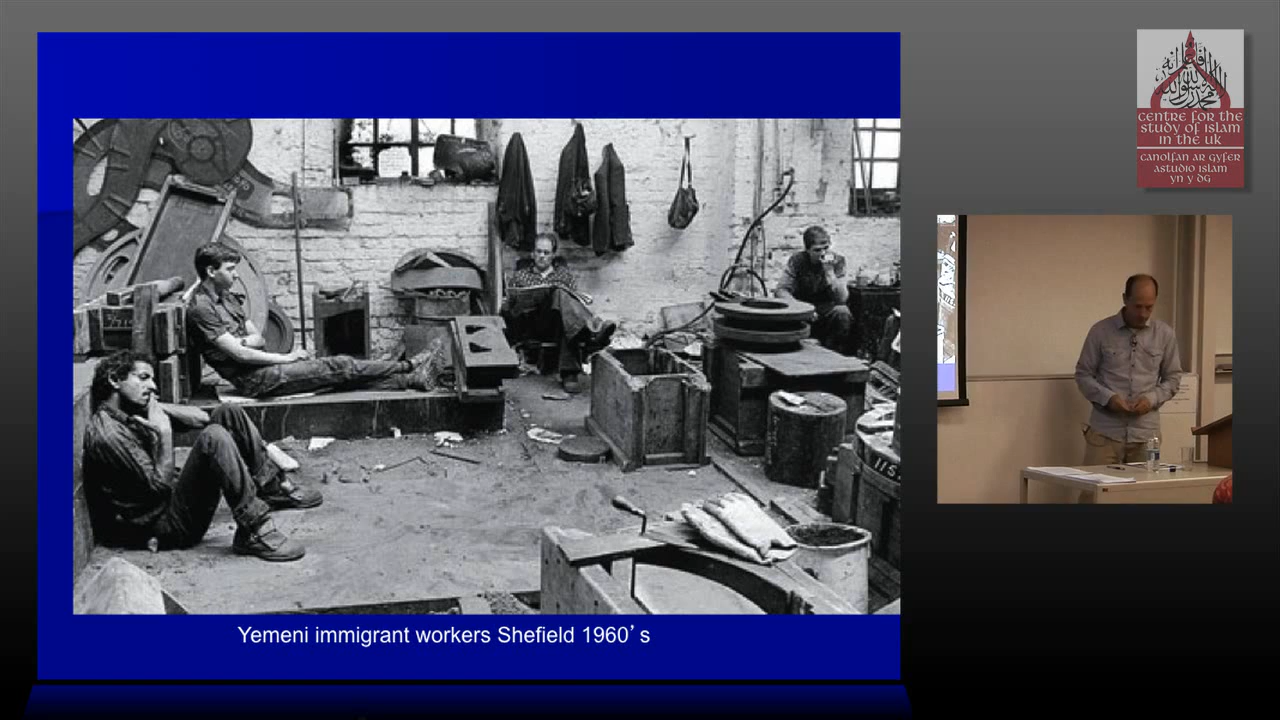 Yemeni immigrant workers Shefield 1960’s
centre for the
study of islam
in the uk
canolfan ar gyfer
astudio islam
yn y dg
115